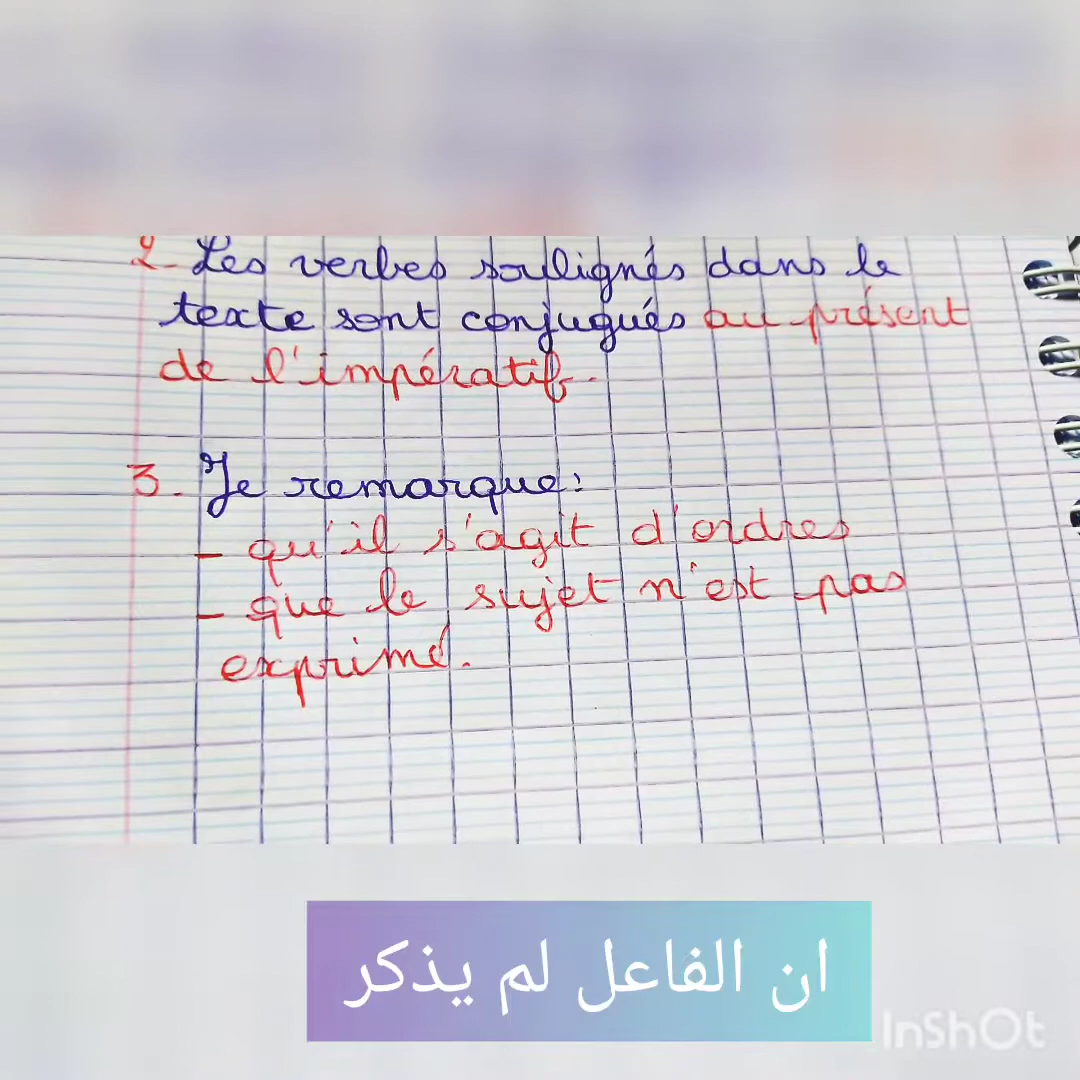 2- Les verbes soulignés dans le
texte sont conjugués au présent
de l'impératif.
3. Je remarque:
- qu'il s'agit d'ordres
- que le sujet n'est pas
exprimé.
ان الفاعل لم يذكر
InShOt